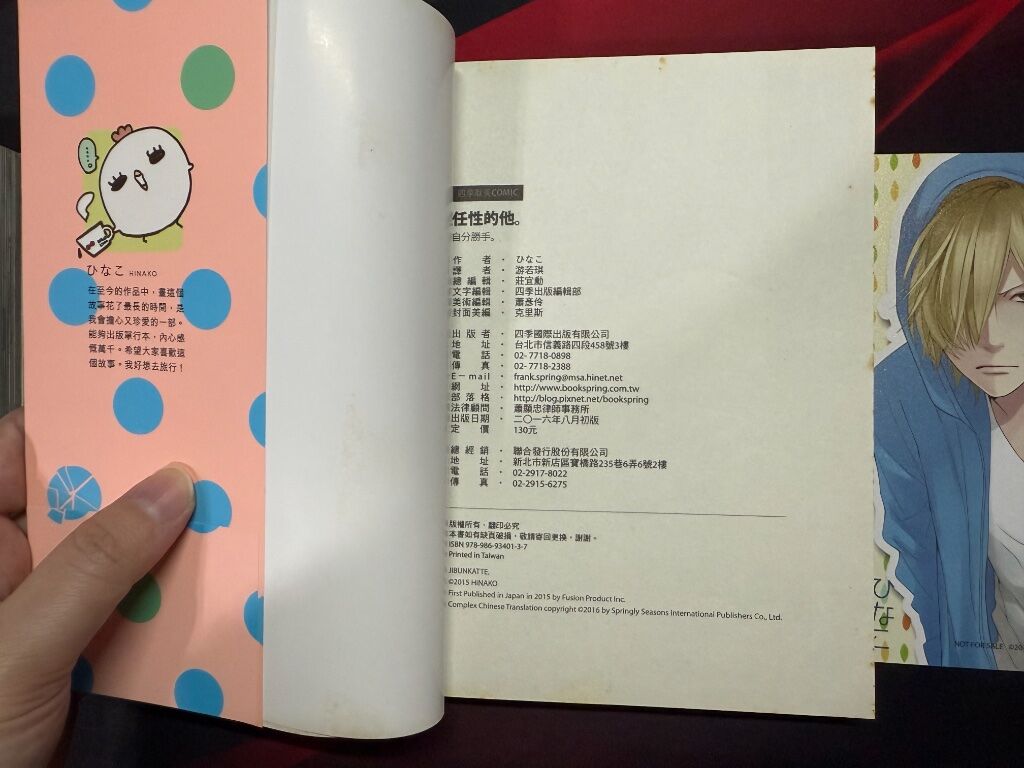 ひなこ HINAKO
在至今的作品中，畫這個
故事花了最長的時間，是
我會擔心又珍愛的一部。
能夠出版單行本，內心感
慨萬千。希望大家喜歡這
個故事。我好想去旅行！
COMIC
任性的他。
自分勝手。
作者・ひなこ
譯者・游若琪
總編輯・莊宜勳
文字編輯・四季出版編輯部
美術編輯・蕭彥伶
封面美編・克里斯
出版者・四季國際出版有限公司
地址・台北市信義路四段458號3樓
電話・02- 7718-0898
傳真・02- 7718-2388
E－mail・frank.spring@msa.hinet.net
網址・http://www.bookspring.com.tw
部落格・http://blog.pixnet.net/bookspring
法律顧問・蕭顯忠律師事務所
出版日期・二〇一六年八月初版
定價・130元
總經銷・聯合發行股份有限公司
地址・新北市新店區寶橋路235巷6弄6號2樓
電話・02-2917-8022
傳真・02-2915-6275
版權所有・翻印必究
本書如有缺頁破損，敬請寄回更換，謝謝。
ISBN 978-986-93401-3-7
Printed in Taiwan
JIBUNKATTE.
©2015 HINAKO
First Published in Japan in 2015 by Fusion Product Inc.
Complex Chinese Translation copyright ©2016 by Springly Seasons International Publishers Co., Ltd.
ひなこ
NOT FOR SALE ©20